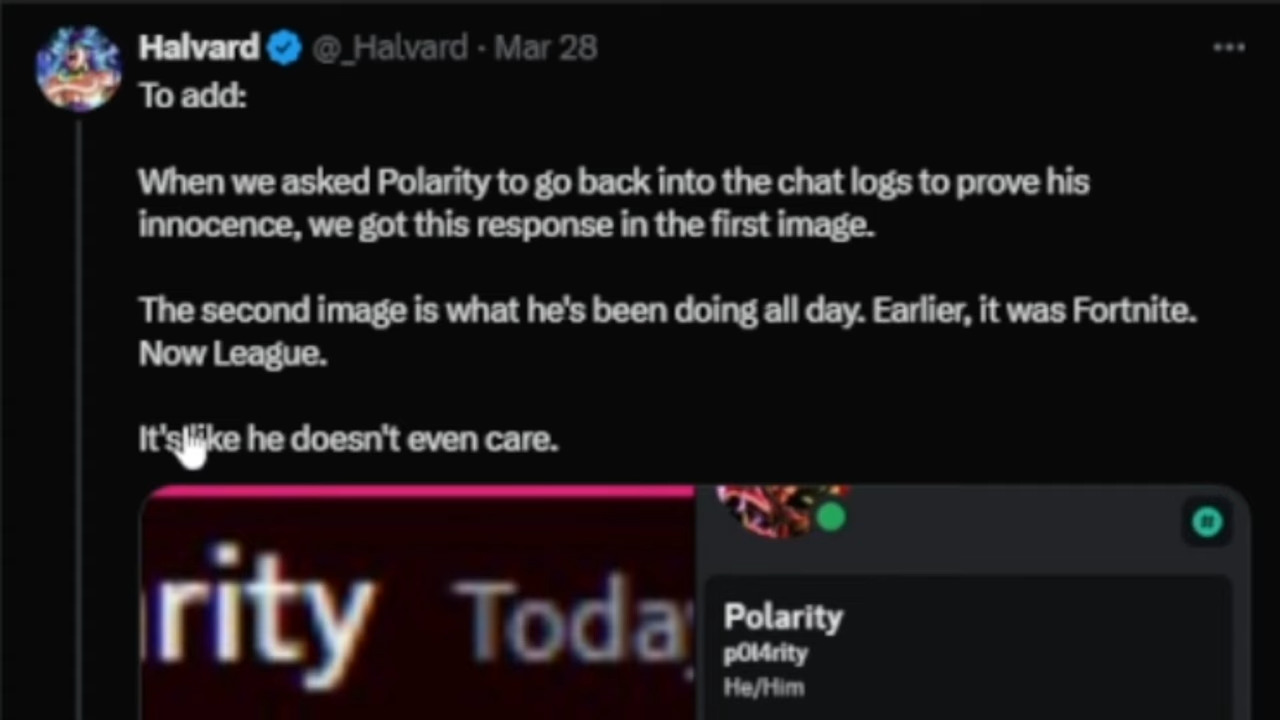 Halvard @_Halvard · Mar 28
To add:
When we asked Polarity to go back into the chat logs to prove his
innocence, we got this response in the first image.
The second image is what he's been doing all day. Earlier, it was Fortnite.
Now League.
It's like he doesn't even care.
rity Today
Polarity
p0l4rity
He/Him